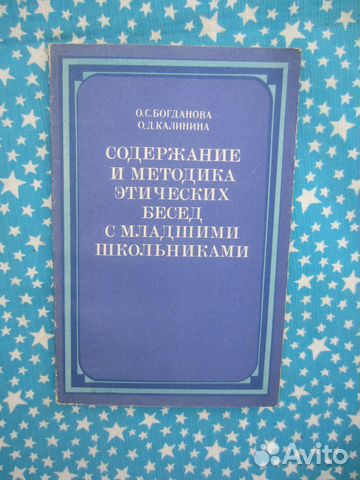 О.С.БОГДАНОВА
О.Д.КАЛИНИНА
СОДЕРЖАНИЕ
И МЕТОДИКА
ЭТИЧЕСКИХ
БЕСЕД
С МЛАДШИМИ
ШКОЛЬНИКАМИ
Avito